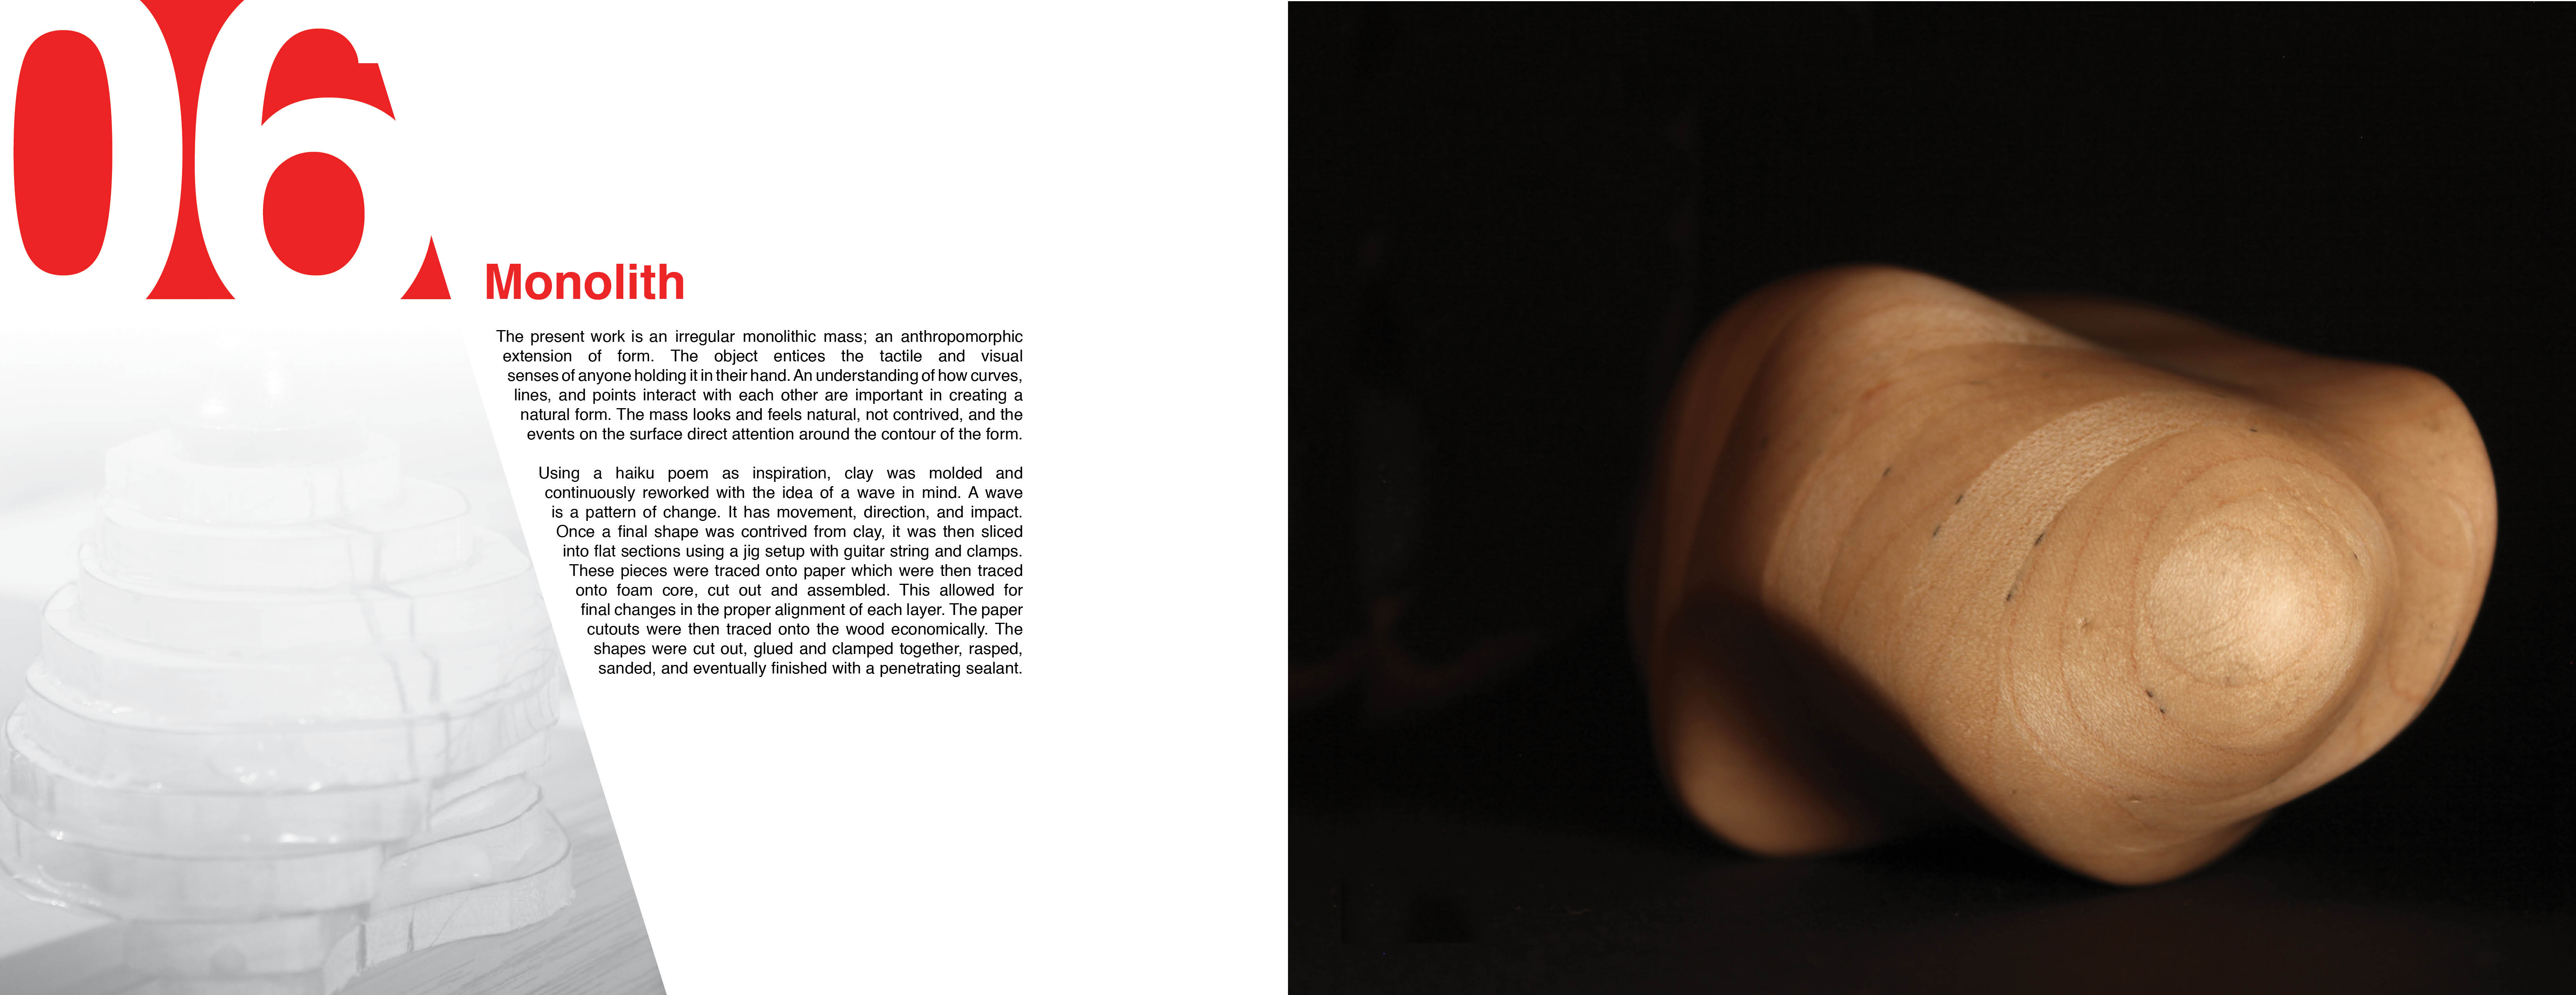 06
Monolith
The present work is an irregular monolithic mass; an anthropomorphic
extension of form. The object entices the tactile and visual
senses of anyone holding it in their hand. An understanding of how curves,
lines, and points interact with each other are important in creating a
natural form. The mass looks and feels natural, not contrived, and the
events on the surface direct attention around the contour of the form.
Using a haiku poem as inspiration, clay was molded and
continuously reworked with the idea of a wave in mind. A wave
is a pattern of change. It has movement, direction, and impact.
Once a final shape was contrived from clay, it was then sliced
into flat sections using a jig setup with guitar string and clamps.
These pieces were traced onto paper which were then traced
onto foam core, cut out and assembled. This allowed for
final changes in the proper alignment of each layer. The paper
cutouts were then traced onto the wood economically. The
shapes were cut out, glued and clamped together, rasped,
sanded, and eventually finished with a penetrating sealant.